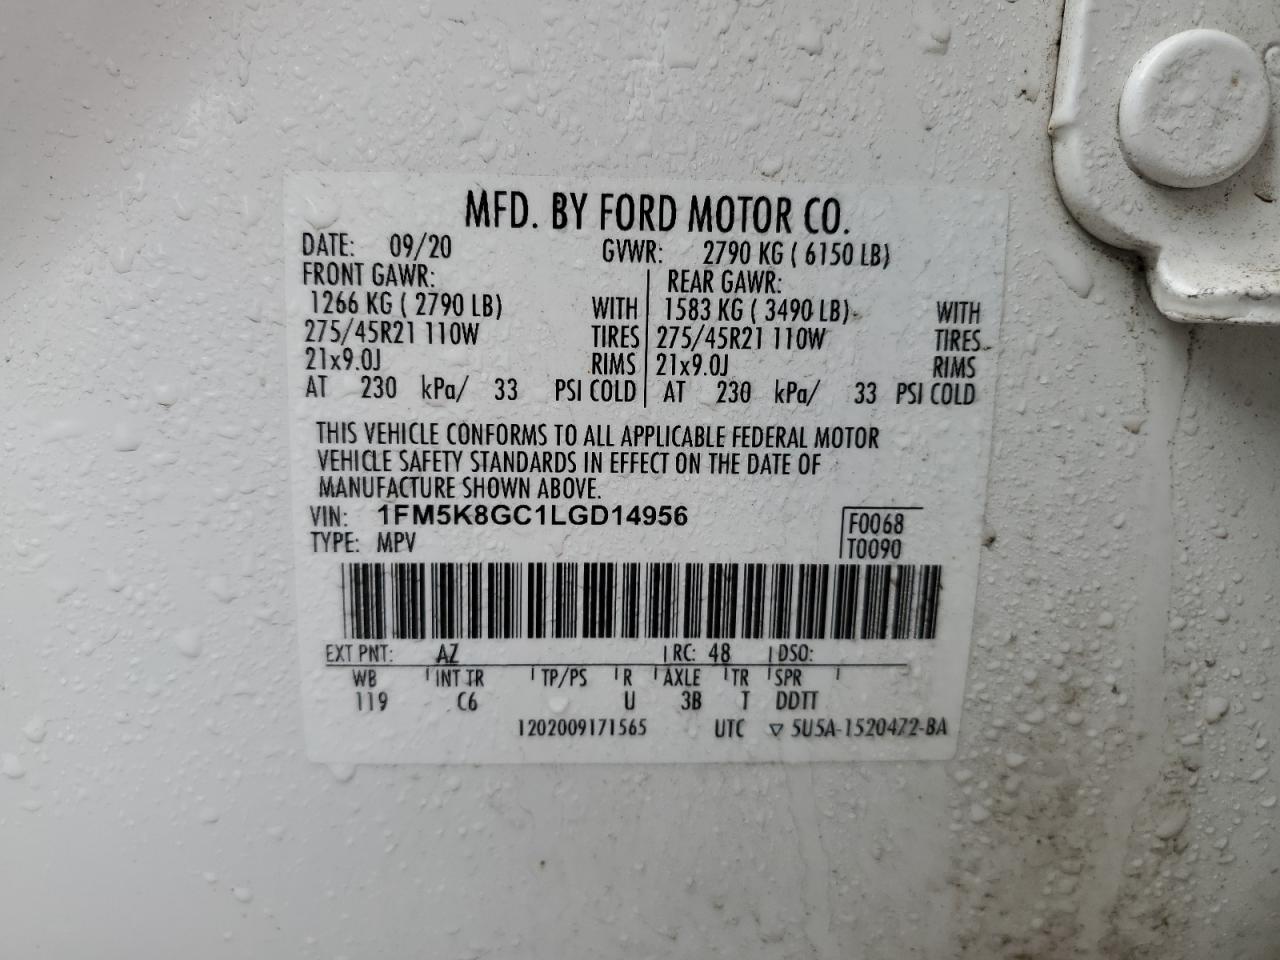 MFD. BY FORD MOTOR CO.
DATE: 09/20 GVWR: 2790 KG ( 6150 LB)
FRONT GAWR: REAR GAWR:
1266 KG ( 2790 LB) WITH 1583 KG ( 3490 LB) WITH
275/45R21 110W TIRES 275/45R21 110W TIRES
21x9.0J RIMS 21x9.0J RIMS
AT 230 kPa/ 33 PSI COLD AT 230 kPa/ 33 PSI COLD
THIS VEHICLE CONFORMS TO ALL APPLICABLE FEDERAL MOTOR
VEHICLE SAFETY STANDARDS IN EFFECT ON THE DATE OF
MANUFACTURE SHOWN ABOVE.
VIN: 1FM5K8GC1LGD14956 F0068
TYPE: MPV T0090
EXT PNT: AZ RC: 48 DSO:
WB INT TR TP/PS R AXLE TR SPR
119 C6 U 3B T DDTT
1202009171565 UTC ▽ 5U5A-1520472-BA